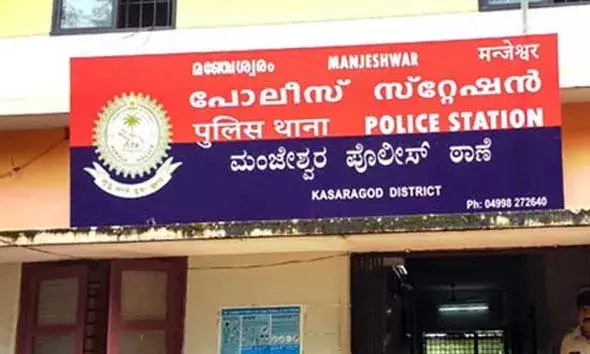 മഞ്ചേശ്വരം MANJESHWAR मन्जेश्वर
പോലീസ് സ്റ്റേഷൻ
पुलिस थाना POLICE STATION
ಮಂಜೇಶ್ವರ ಪೊಲೀಸ್ ಠಾಣೆ
KASARAGOD DISTRICT
Ph: 04998 272640